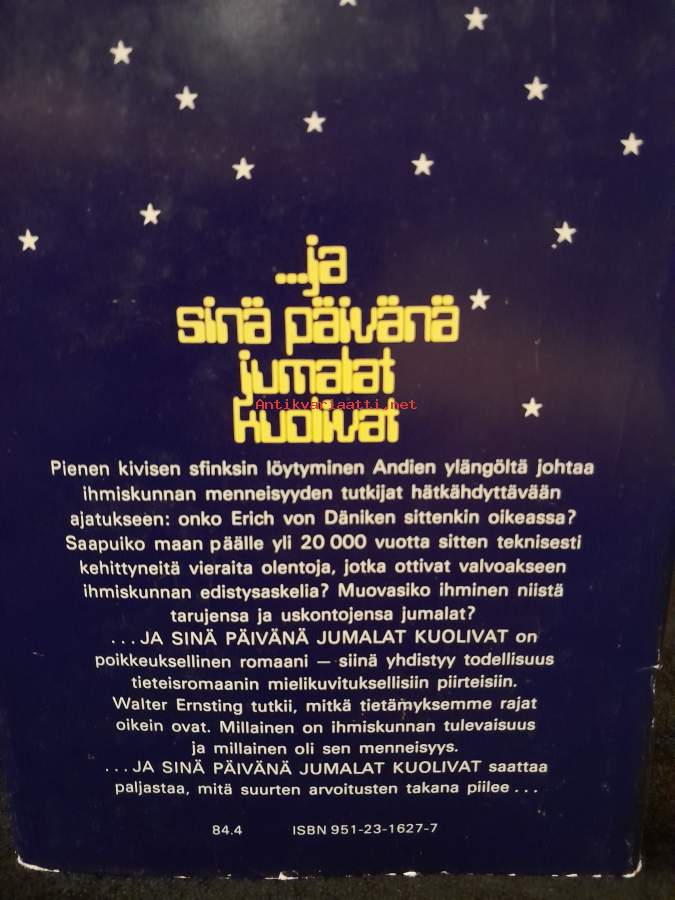 ...ja
sinä päivänä
jumalat
Antikvariaatti.net
kuolivat
Pienen kivisen sfinksin löytyminen Andien ylängöltä johtaa
ihmiskunnan menneisyyden tutkijat hätkähdyttävään
ajatukseen: onko Erich von Däniken sittenkin oikeassa?
Saapuiko maan päälle yli 20 000 vuotta sitten teknisesti
kehittyneitä vieraita olentoja, jotka ottivat valvoakseen
ihmiskunnan edistysaskelia? Muovasiko ihminen niistä
tarujensa ja uskontojensa jumalat?
...JA SINÄ PÄIVÄNÄ JUMALAT KUOLIVAT on
poikkeuksellinen romaani – siinä yhdistyy todellisuus
tieteisromaanin mielikuvituksellisiin piirteisiin.
Walter Ernsting tutkii, mitkä tietämyksemme rajat
oikein ovat. Millainen on ihmiskunnan tulevaisuus
ja millainen oli sen menneisyys.
...JA SINÄ PÄIVÄNÄ JUMALAT KUOLIVAT saattaa
paljastaa, mitä suurten arvoitusten takana piilee...
84.4 ISBN 951-23-1627-7